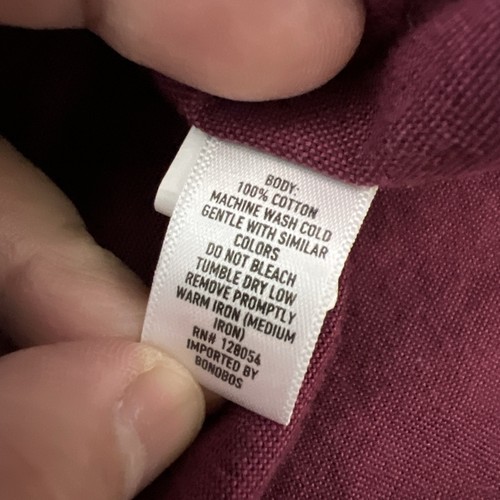 BODY:
100% COTTON
MACHINE WASH COLD
GENTLE WITH SIMILAR
COLORS
DO NOT BLEACH
TUMBLE DRY LOW
REMOVE PROMPTLY
WARM IRON (MEDIUM
IRON)
RN# 128054
IMPORTED BY
BONOBOS